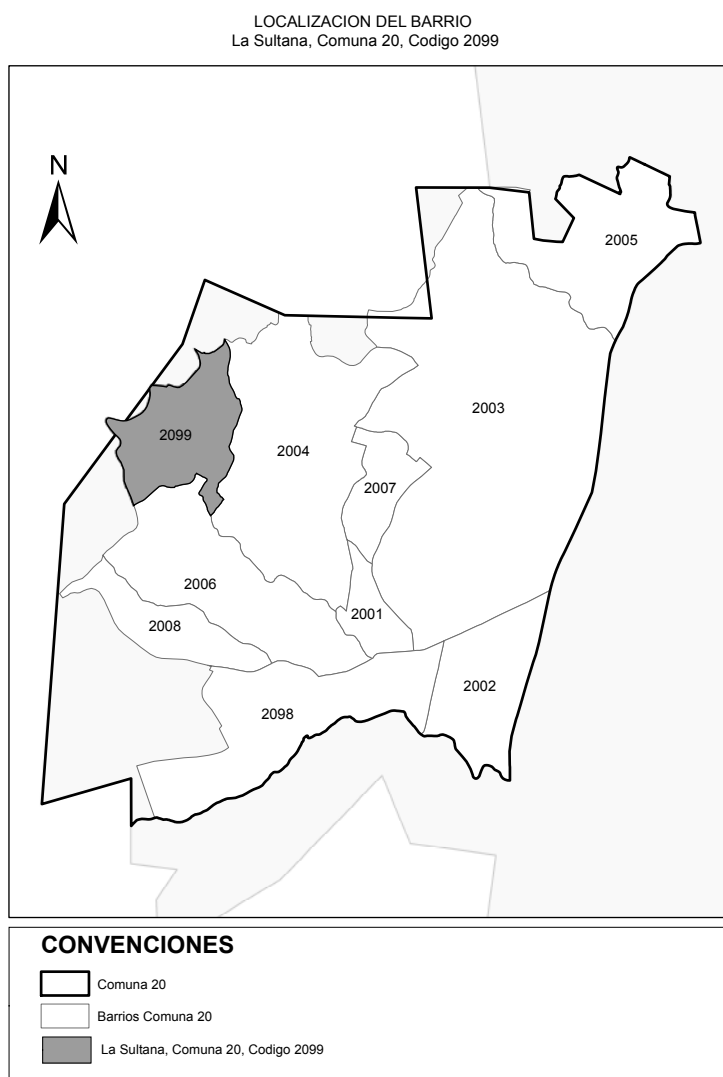 LOCALIZACION DEL BARRIO
La Sultana, Comuna 20, Codigo 2099
N
2005
2003
2099
2004
2007
2006
2001
2008
2002
2098
CONVENCIONES
Comuna 20
Barrios Comuna 20
La Sultana, Comuna 20, Codigo 2099